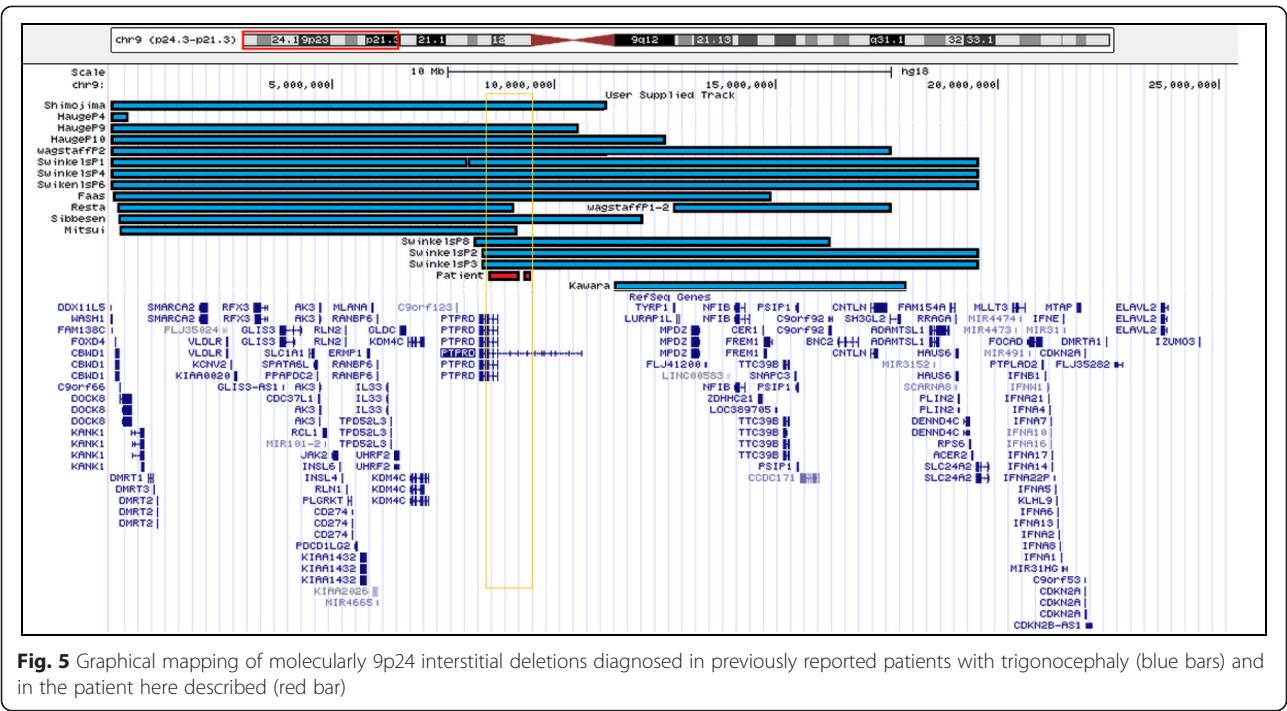 chr9 (p24.3-p21.3) 24.1 9p23 p21.3 21.1 12 9q12 21.13 q31.1 32 33.1
Scale 10 Mb hg18
chr9: 5,000,000 10,000,000 15,000,000 20,000,000 25,000,000
User Supplied Track
Shimojima
HaugeP4
HaugeP9
HaugeP10
wagstaffP2
SwinkelsP1
SwinkelsP4
SwikenlsP6
Faas
Resta wagstaffP1-2
Sibbesen
Mitsui
SwinkelsP8
SwinkelsP2
SwinkelsP3
Patient
Kawara
RefSeq Genes
DDX11L5 SMARCA2 RFX3 AK3 MLANA C9orf123 TYRP1 NFIB PSIP1 CNTLN FAM154A MLLT3 MTAP ELAVL2
WASH1 SMARCA2 RFX3 AK3 RANBP6 PTPRD LURAP1L NFIB C9orf92 SH3GL2 RRAGA MIR4474 IFNE ELAVL2
FAM138C FLJ35024 GLIS3 RLN2 GLDC PTPRD MPDZ CER1 C9orf92 ADAMTSL1 MIR4473 MIR31 ELAVL2
FOXD4 VLDLR GLIS3 RLN2 KDM4C PTPRD MPDZ FREM1 BNC2 ADAMTSL1 FOCAD DMRTA1 IZUMO3
CBWD1 VLDLR SLC1A1 ERMP1 PTPRD MPDZ FREM1 CNTLN HAUS6 MIR491 CDKN2A
CBWD1 KCNV2 SPATA6L RANBP6 PTPRD FLJ41200 TTC39B MIR3152 PTPLAD2 FLJ35282
CBWD1 KIAA0020 PPAPDC2 RANBP6 PTPRD LINC00583 SNAPC3 HAUS6 IFNB1
C9orf66 GLIS3-AS1 AK3 IL33 NFIB PSIP1 SCARNA8 IFNW1
DOCK8 CDC37L1 IL33 ZDHHC21 PLIN2 IFNA21
DOCK8 AK3 IL33 LOC389705 PLIN2 IFNA4
DOCK8 AK3 TPD52L3 TTC39B DENND4C IFNA7
KANK1 RCL1 TPD52L3 TTC39B DENND4C IFNA10
KANK1 MIR101-2 TPD52L3 TTC39B RPS6 IFNA16
KANK1 JAK2 UHRF2 TTC39B ACER2 IFNA17
KANK1 INSL6 UHRF2 PSIP1 SLC24A2 IFNA14
DMRT1 INSL4 KDM4C CCDC171 SLC24A2 IFNA22P
DMRT3 RLN1 KDM4C IFNA5
DMRT2 PLGRKT KDM4C KLHL9
DMRT2 CD274 IFNA6
DMRT2 CD274 IFNA13
CD274 IFNA2
PDCD1LG2 IFNA8
KIAA1432 IFNA1
KIAA1432 MIR31HG
KIAA1432 C9orf53
KIAA2026 CDKN2A
MIR4665 CDKN2A
CDKN2A
CDKN2B-AS1
Fig. 5 Graphical mapping of molecularly 9p24 interstitial deletions diagnosed in previously reported patients with trigonocephaly (blue bars) and
in the patient here described (red bar)